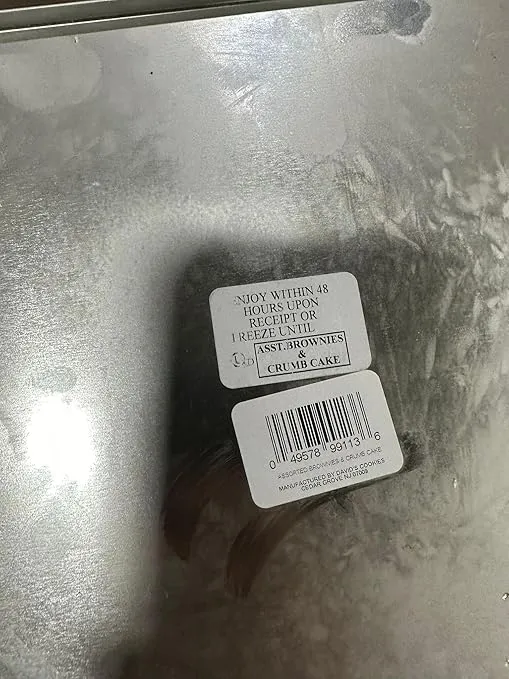 ENJOY WITHIN 48
HOURS UPON
RECEIPT OR
FREEZE UNTIL
ASST.BROWNIES
&
CRUMB CAKE
0 49578 99113 6
ASSORTED BROWNIES & CRUMB CAKE
MANUFACTURED BY DAVID'S COOKIES
CEDAR GROVE NJ 07009